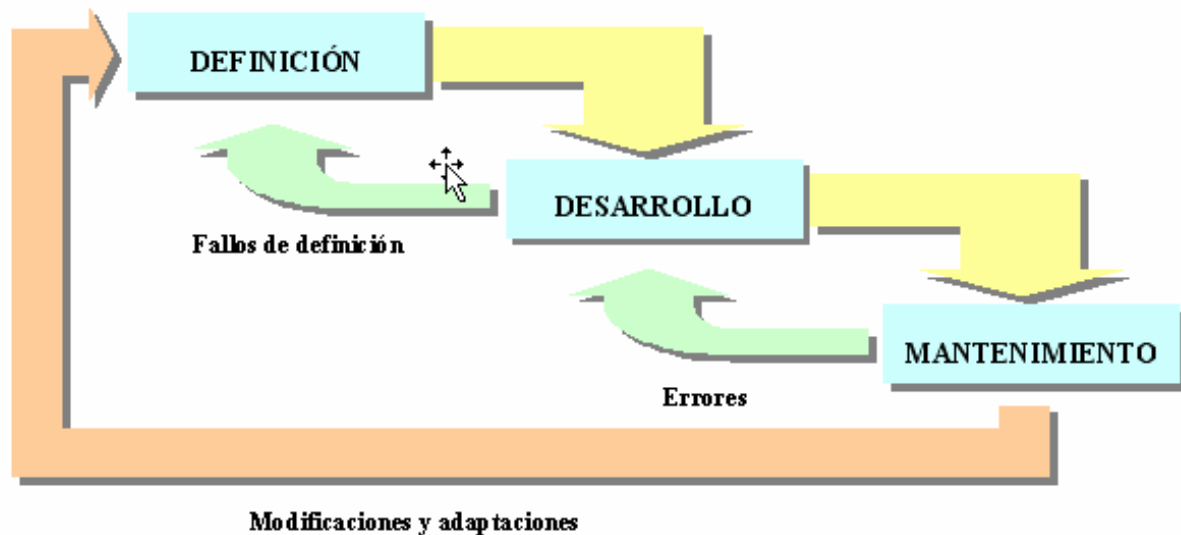 DEFINICIÓN
DESARROLLO
Fallos de definición
MANTENIMIENTO
Errores
Modificaciones y adaptaciones